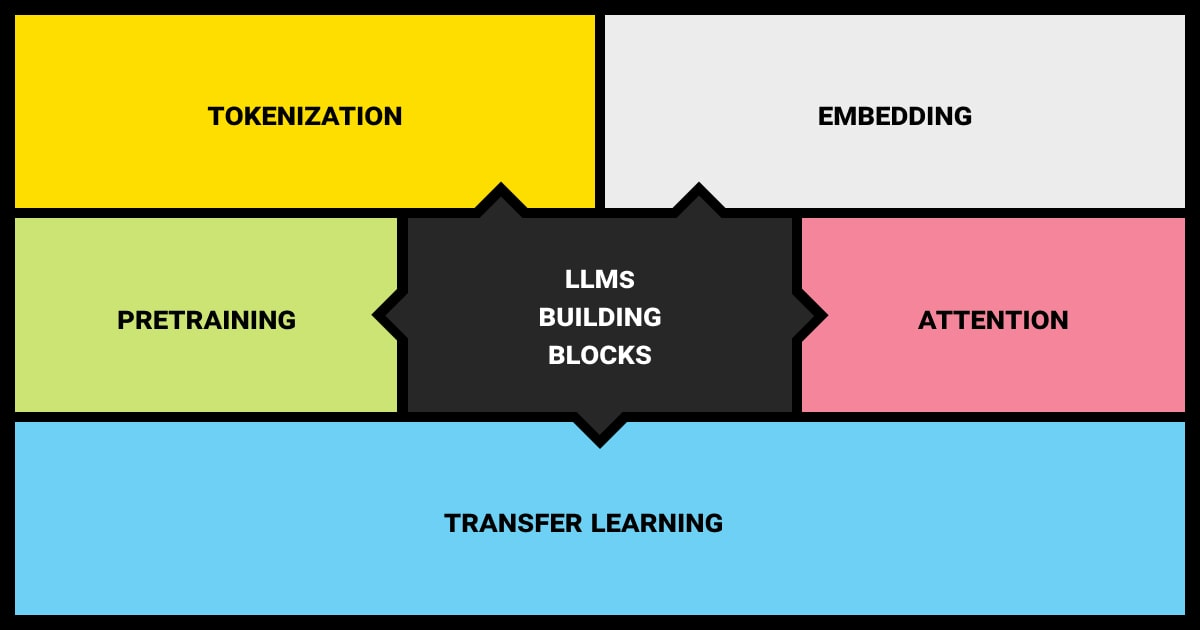 TOKENIZATION
EMBEDDING
PRETRAINING
LLMS
BUILDING
BLOCKS
ATTENTION
TRANSFER LEARNING